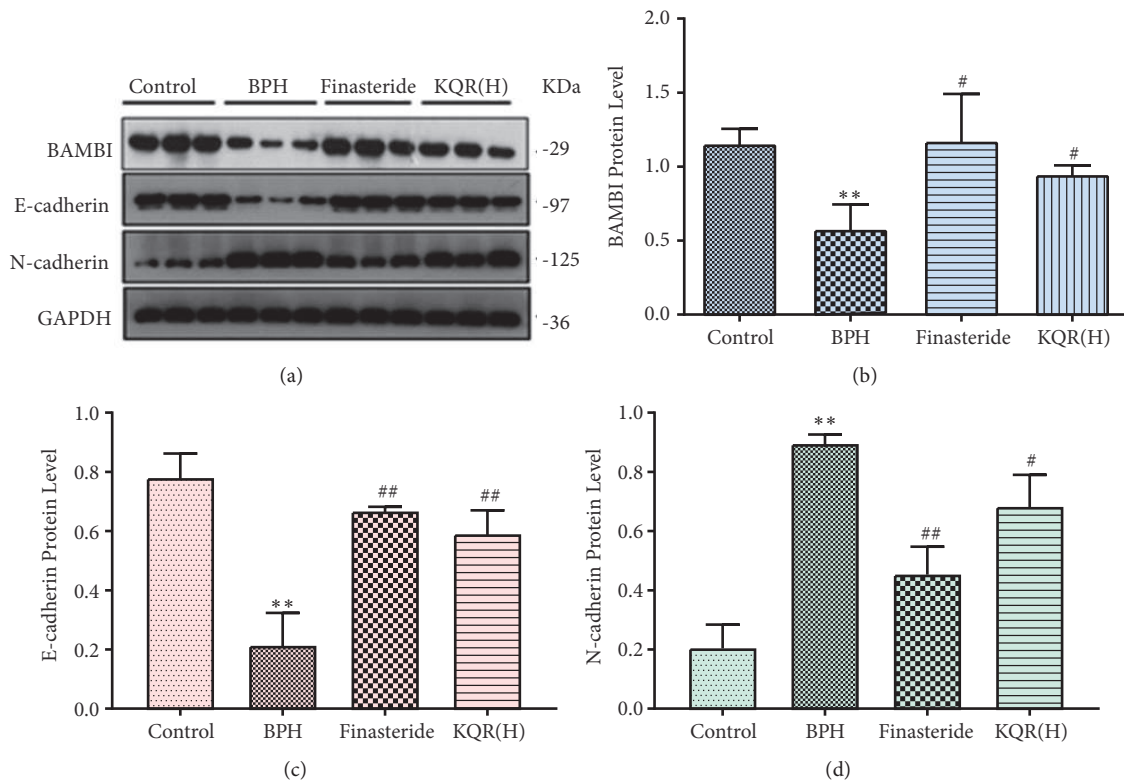 Control BPH Finasteride KQR(H) KDa
BAMBI -29
E-cadherin -97
N-cadherin -125
GAPDH -36
(a)
BAMBI Protein Level
2.0
1.5
1.0
0.5
0.0
**
#
#
Control BPH Finasteride KQR(H)
(b)
E-cadherin Protein Level
1.0
0.8
0.6
0.4
0.2
0.0
**
##
##
Control BPH Finasteride KQR(H)
(c)
N-cadherin Protein Level
1.0
0.8
0.6
0.4
0.2
0.0
**
##
#
Control BPH Finasteride KQR(H)
(d)